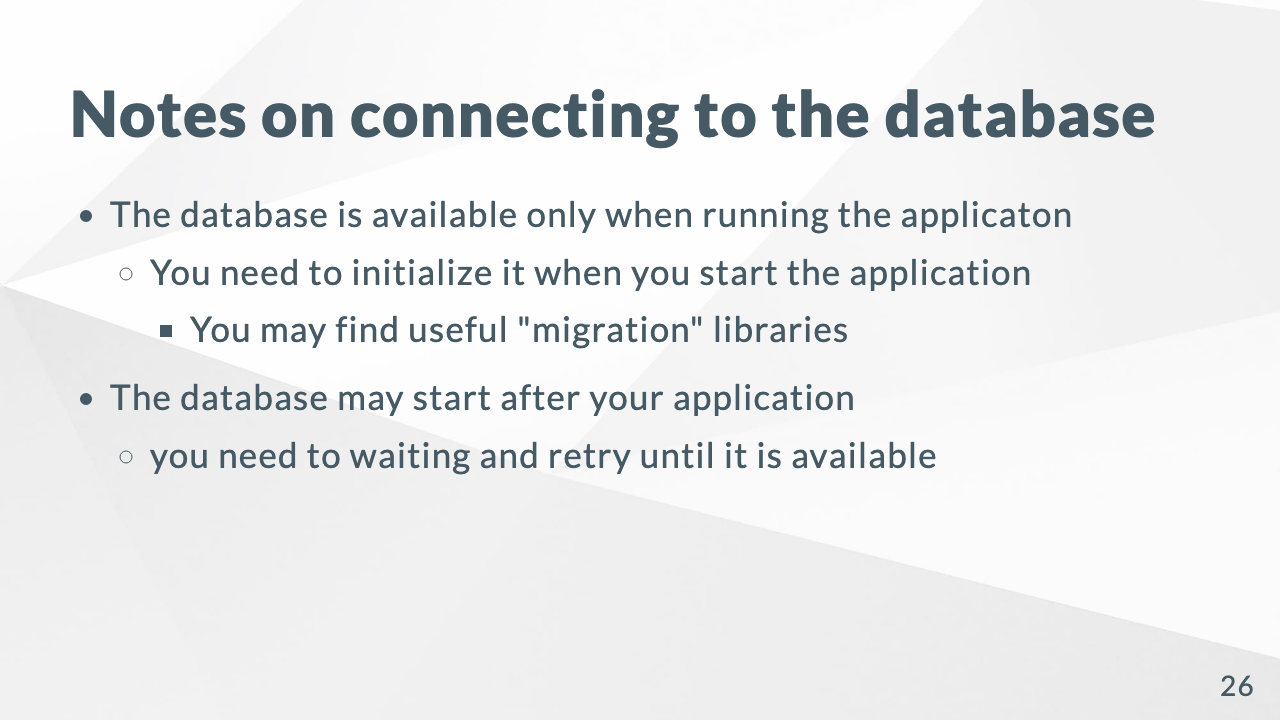 Notes on connecting to the database
The database is available only when running the applicaton
You need to initialize it when you start the application
You may find useful "migration" libraries
The database may start after your application
you need to waiting and retry until it is available
26